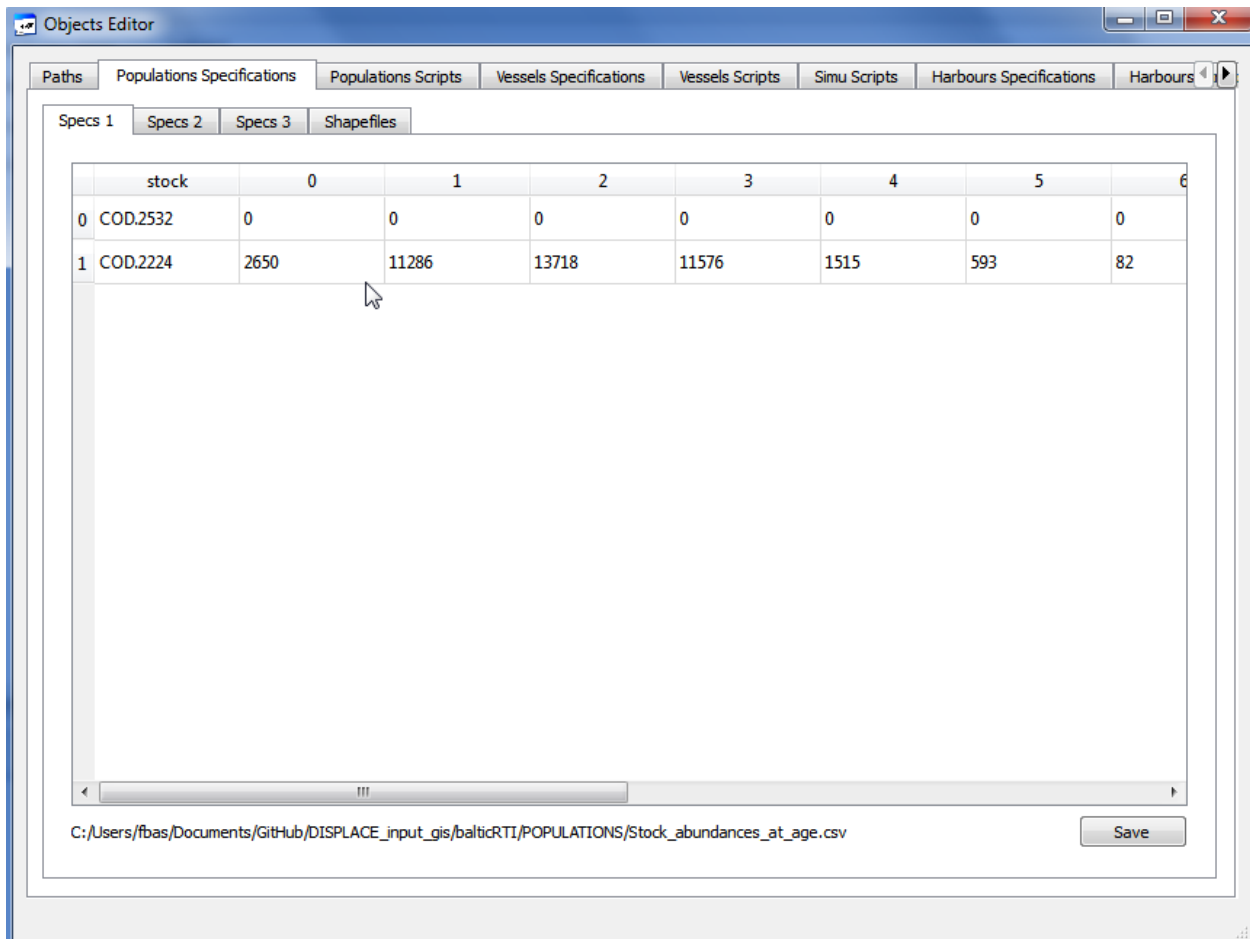 Objects Editor
Paths Populations Specifications Populations Scripts Vessels Specifications Vessels Scripts Simu Scripts Harbours Specifications Harbours
Specs 1 Specs 2 Specs 3 Shapefiles
stock 0 1 2 3 4 5 6
0 COD.2532 0 0 0 0 0 0 0
1 COD.2224 2650 11286 13718 11576 1515 593 82
C:/Users/fbas/Documents/GitHub/DISPLACE_input_gis/balticRTI/POPULATIONS/Stock_abundances_at_age.csv Save